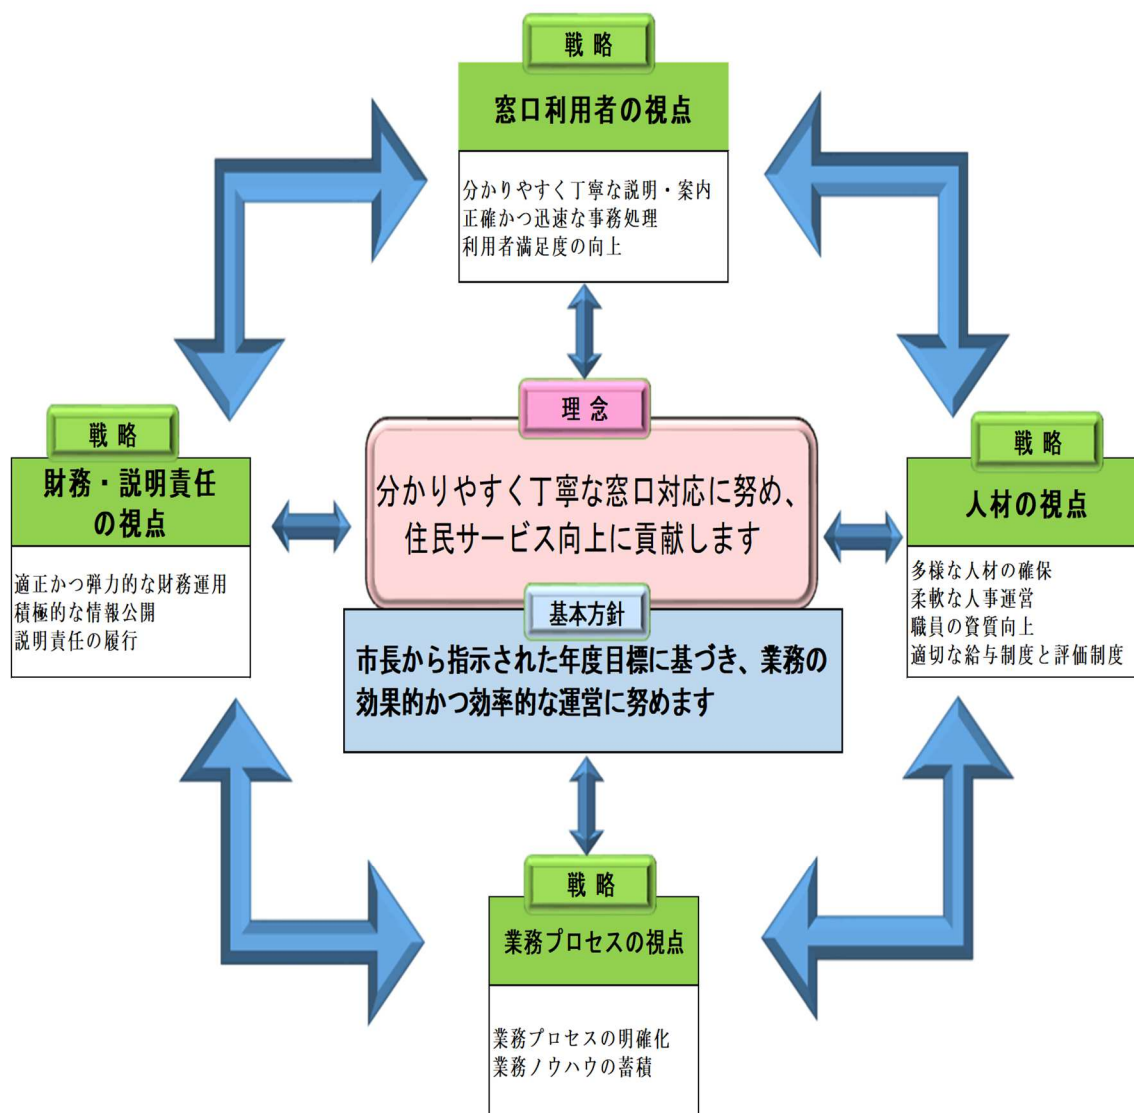 戦略
窓口利用者の視点
分かりやすく丁寧な説明・案内
正確かつ迅速な事務処理
利用者満足度の向上
戦略
財務・説明責任
の視点
適正かつ弾力的な財務運用
積極的な情報公開
説明責任の履行
理念
分かりやすく丁寧な窓口対応に努め、
住民サービス向上に貢献します
基本方針
市長から指示された年度目標に基づき、業務の
効果的かつ効率的な運営に努めます
戦略
人材の視点
多様な人材の確保
柔軟な人事運営
職員の資質向上
適切な給与制度と評価制度
戦略
業務プロセスの視点
業務プロセスの明確化
業務ノウハウの蓄積